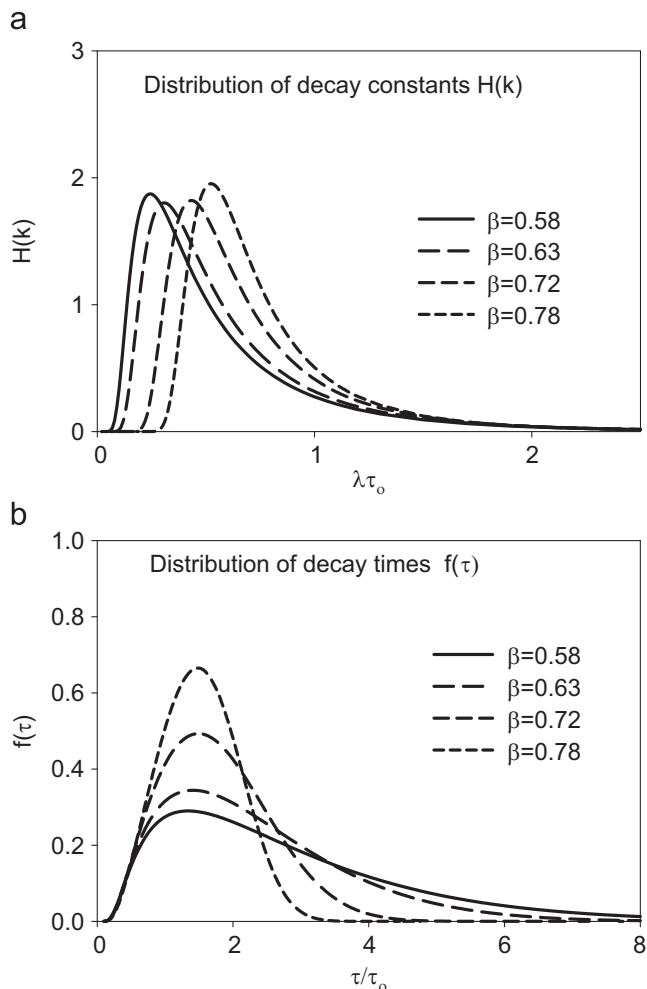 a
3
Distribution of decay constants H(k)
2
β=0.58
β=0.63
H(k)
β=0.72
1
β=0.78
0
0 1 2
λτo
b
1.0
Distribution of decay times f(τ)
0.8
β=0.58
β=0.63
0.6
β=0.72
f(τ)
β=0.78
0.4
0.2
0.0
0 2 4 6 8
τ/τo